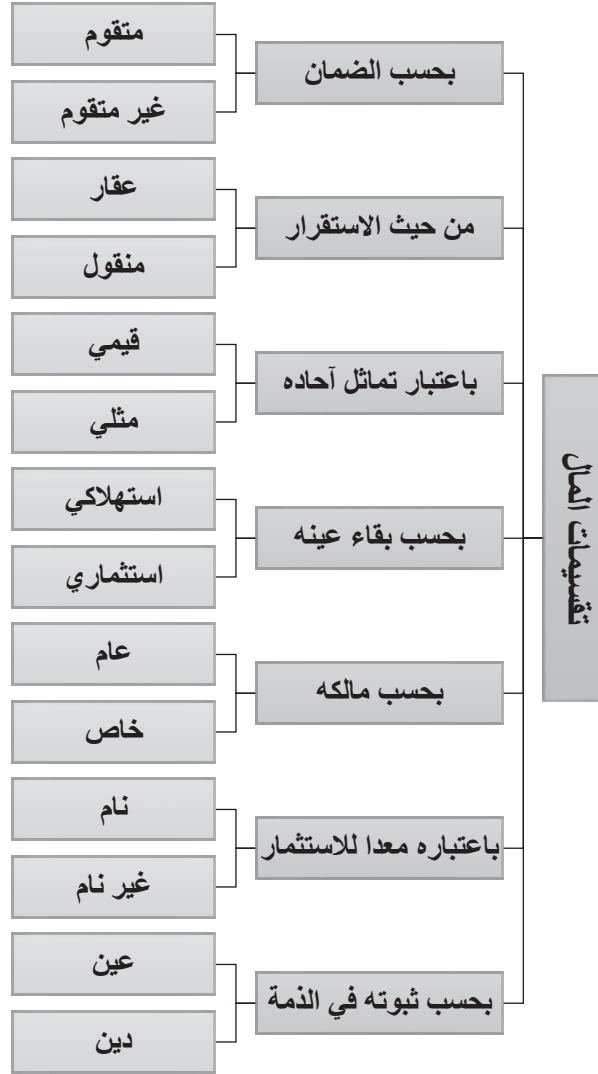 تقسيمات المال
بحسب الضمان
متقوم
غير متقوم
من حيث الاستقرار
عقار
منقول
باعتبار تماثل آحاده
قيمي
مثلي
بحسب بقاء عينه
استهلاكي
استثماري
بحسب مالكه
عام
خاص
باعتباره معدا للاستثمار
نام
غير نام
بحسب ثبوته في الذمة
عين
دين